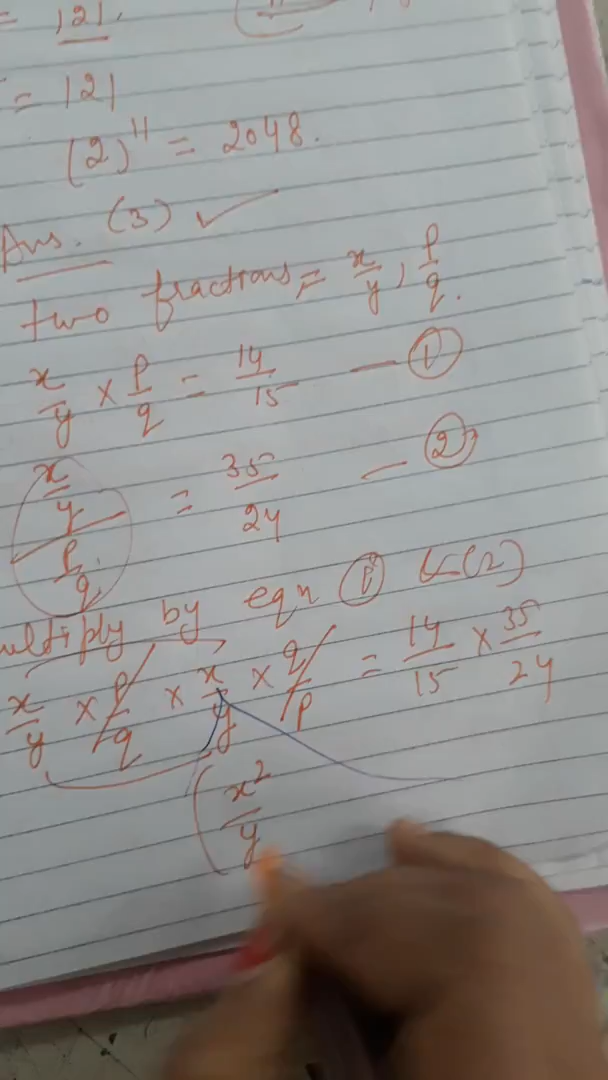 = 121.
= 121
(2)^11 = 2048.
Ans. (3) ✓
two fractions = x/y, p/q.
x/y × p/q = 14/15 — ①
(x/y)/(p/q) = 35/24 — ②
multiply by eqn ① & (2)
x/y × p/q × x/y × q/p = 14/15 × 35/24
(x²/y